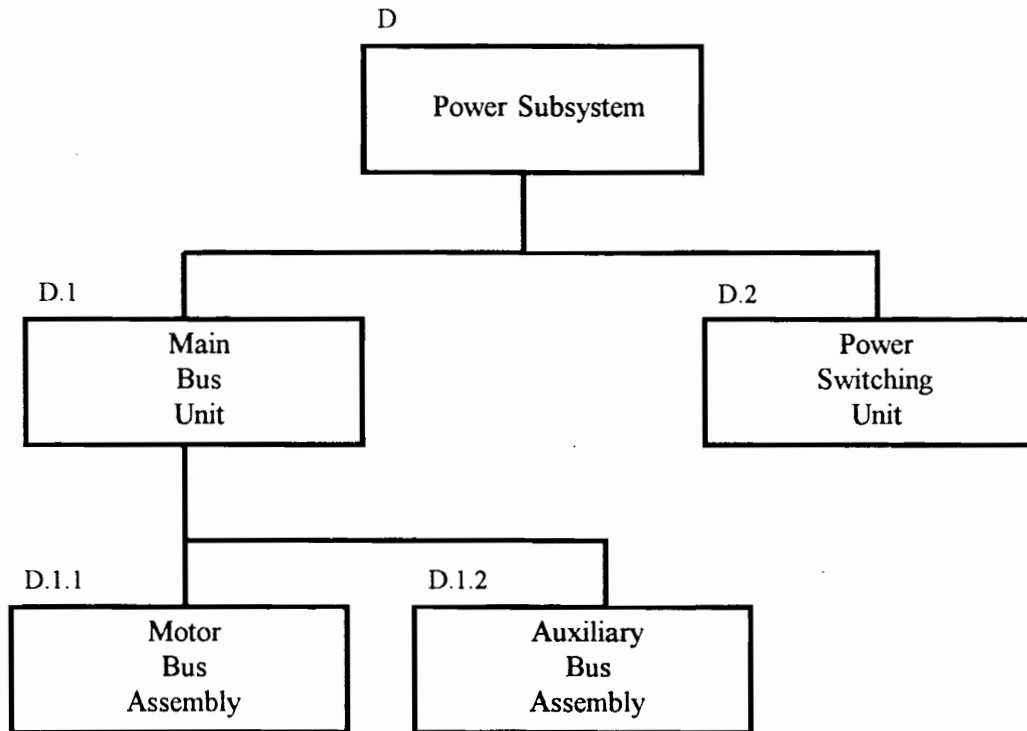 D
Power Subsystem
D.1
Main
Bus
Unit
D.2
Power
Switching
Unit
D.1.1
Motor
Bus
Assembly
D.1.2
Auxiliary
Bus
Assembly